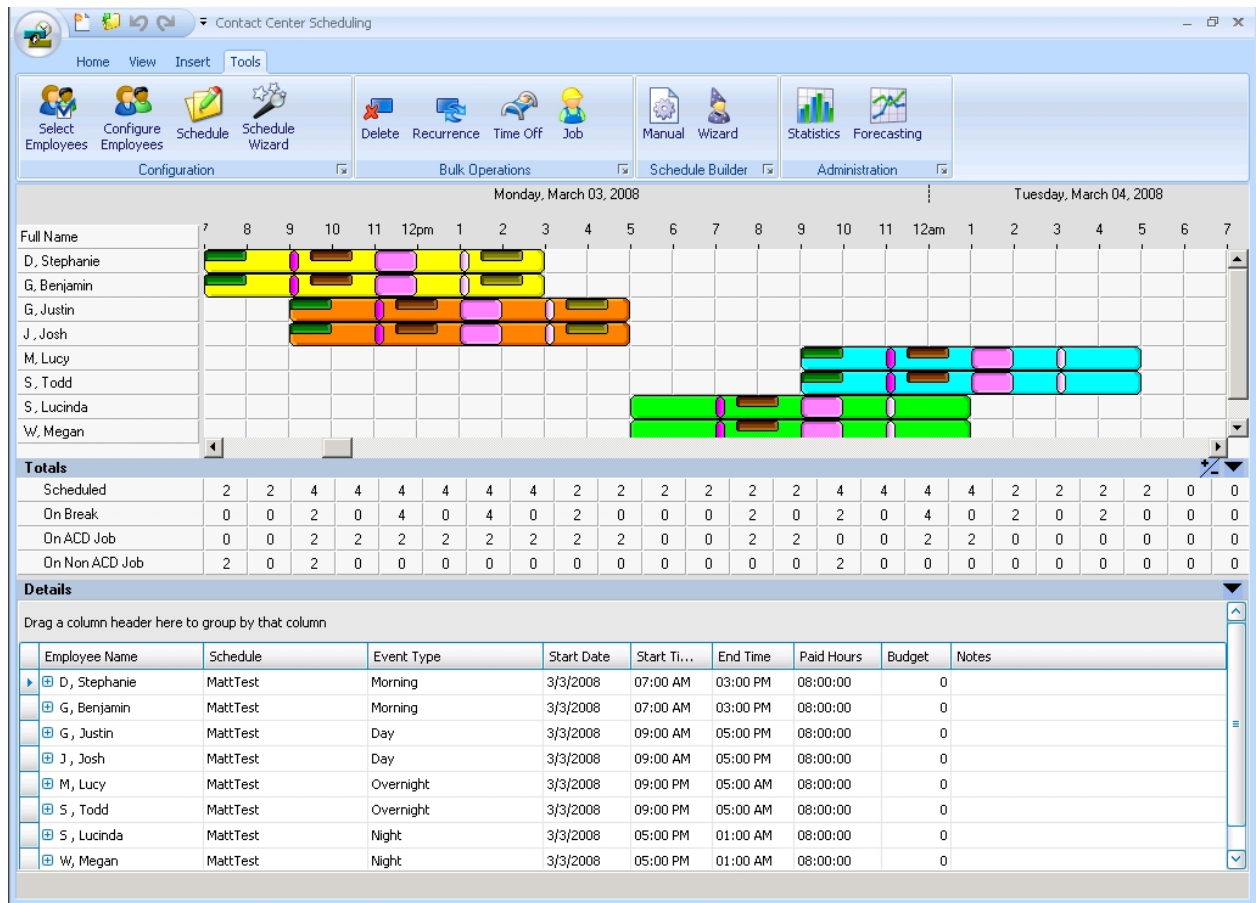 Contact Center Scheduling
Home View Insert Tools
Select Employees Configure Employees Schedule Schedule Wizard Delete Recurrence Time Off Job Manual Wizard Statistics Forecasting
Configuration Bulk Operations Schedule Builder Administration
Monday, March 03, 2008 Tuesday, March 04, 2008
Full Name 7 8 9 10 11 12pm 1 2 3 4 5 6 7 8 9 10 11 12am 1 2 3 4 5 6 7
D, Stephanie
G, Benjamin
G, Justin
J , Josh
M, Lucy
S, Todd
S, Lucinda
W, Megan
Totals
Scheduled 2 2 4 4 4 4 4 4 2 2 2 2 2 2 4 4 4 4 2 2 2 2 0 0
On Break 0 0 2 0 4 0 4 0 2 0 0 0 2 0 2 0 4 0 2 0 2 0 0 0
On ACD Job 0 0 2 2 2 2 2 2 2 2 0 0 2 2 0 0 2 2 0 0 0 0 0 0
On Non ACD Job 2 0 2 0 0 0 0 0 0 0 0 0 0 0 2 0 0 0 0 0 0 0 0 0
Details
Drag a column header here to group by that column
Employee Name Schedule Event Type Start Date Start Ti... End Time Paid Hours Budget Notes
D, Stephanie MattTest Morning 3/3/2008 07:00 AM 03:00 PM 08:00:00 0
G, Benjamin MattTest Morning 3/3/2008 07:00 AM 03:00 PM 08:00:00 0
G, Justin MattTest Day 3/3/2008 09:00 AM 05:00 PM 08:00:00 0
J , Josh MattTest Day 3/3/2008 09:00 AM 05:00 PM 08:00:00 0
M, Lucy MattTest Overnight 3/3/2008 09:00 PM 05:00 AM 08:00:00 0
S , Todd MattTest Overnight 3/3/2008 09:00 PM 05:00 AM 08:00:00 0
S , Lucinda MattTest Night 3/3/2008 05:00 PM 01:00 AM 08:00:00 0
W, Megan MattTest Night 3/3/2008 05:00 PM 01:00 AM 08:00:00 0